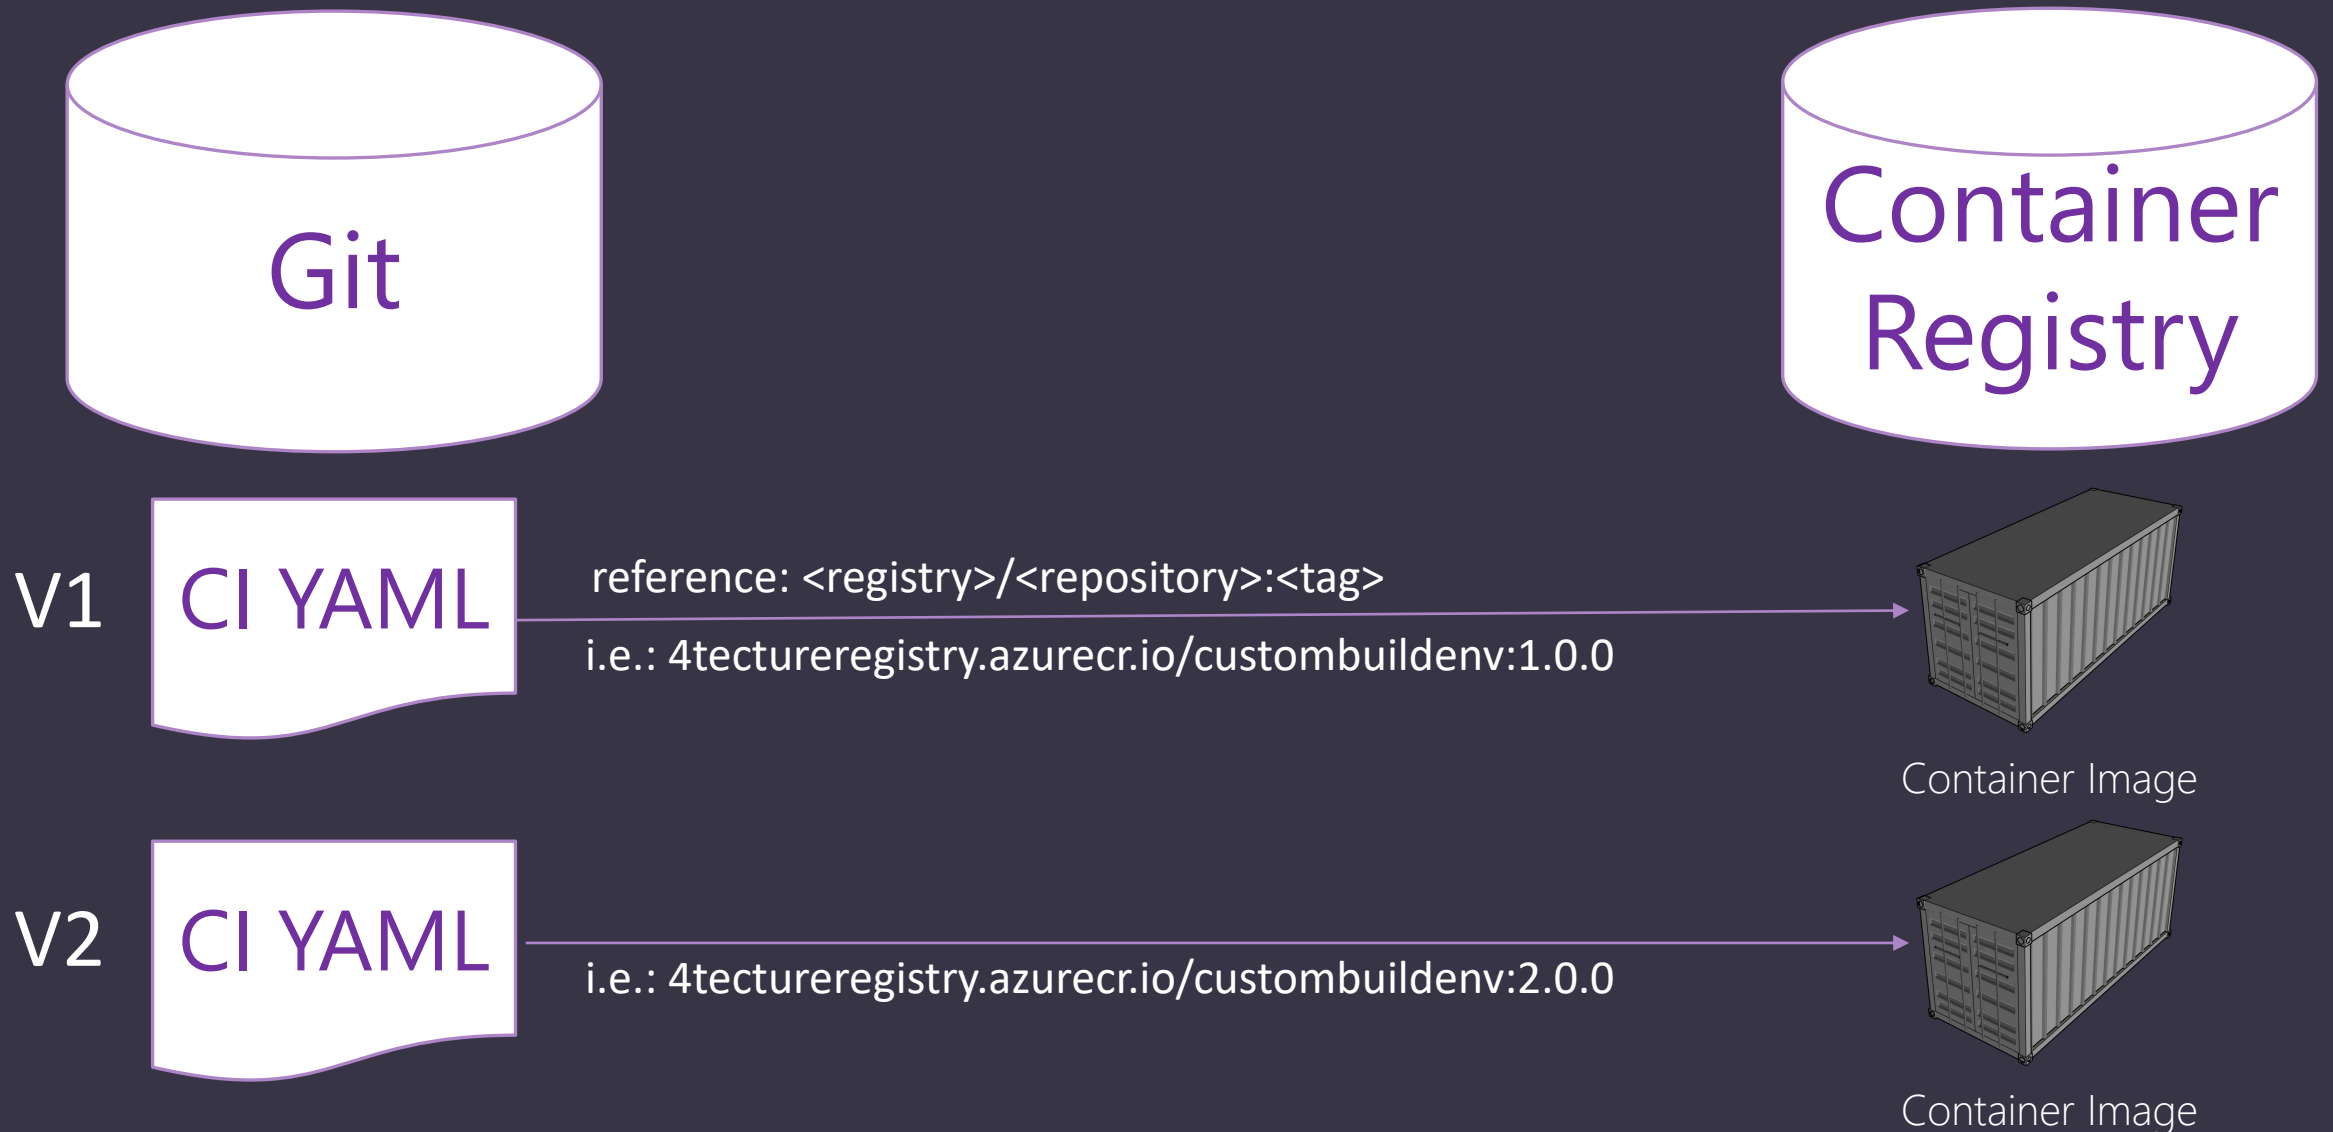 Git
Container
Registry
V1
CI YAML
reference: <registry>/<repository>:<tag>
i.e.: 4tectureregistry.azurecr.io/custombuildenv:1.0.0
Container Image
V2
CI YAML
i.e.: 4tectureregistry.azurecr.io/custombuildenv:2.0.0
Container Image